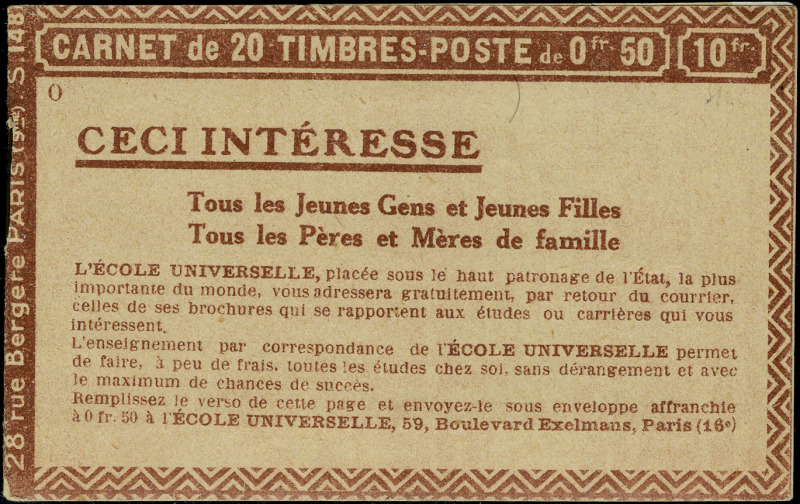 CARNET de 20 TIMBRES-POSTE de 0 fr. 50 10 fr.
O
CECI INTÉRESSE
Tous les Jeunes Gens et Jeunes Filles
Tous les Pères et Mères de famille
L'ÉCOLE UNIVERSELLE, placée sous le haut patronage de l'État, la plus
importante du monde, vous adressera gratuitement, par retour du courrier,
celles de ses brochures qui se rapportent aux études ou carrières qui vous
intéressent.
L'enseignement par correspondance de l'ÉCOLE UNIVERSELLE permet
de faire, à peu de frais, toutes les études chez soi, sans dérangement et avec
le maximum de chances de succès.
Remplissez le verso de cette page et envoyez-le sous enveloppe affranchie
à 0 fr. 50 à l'ÉCOLE UNIVERSELLE, 59, Boulevard Exelmans, Paris (16e)
28 rue Bergère PARIS (9me). S. 148